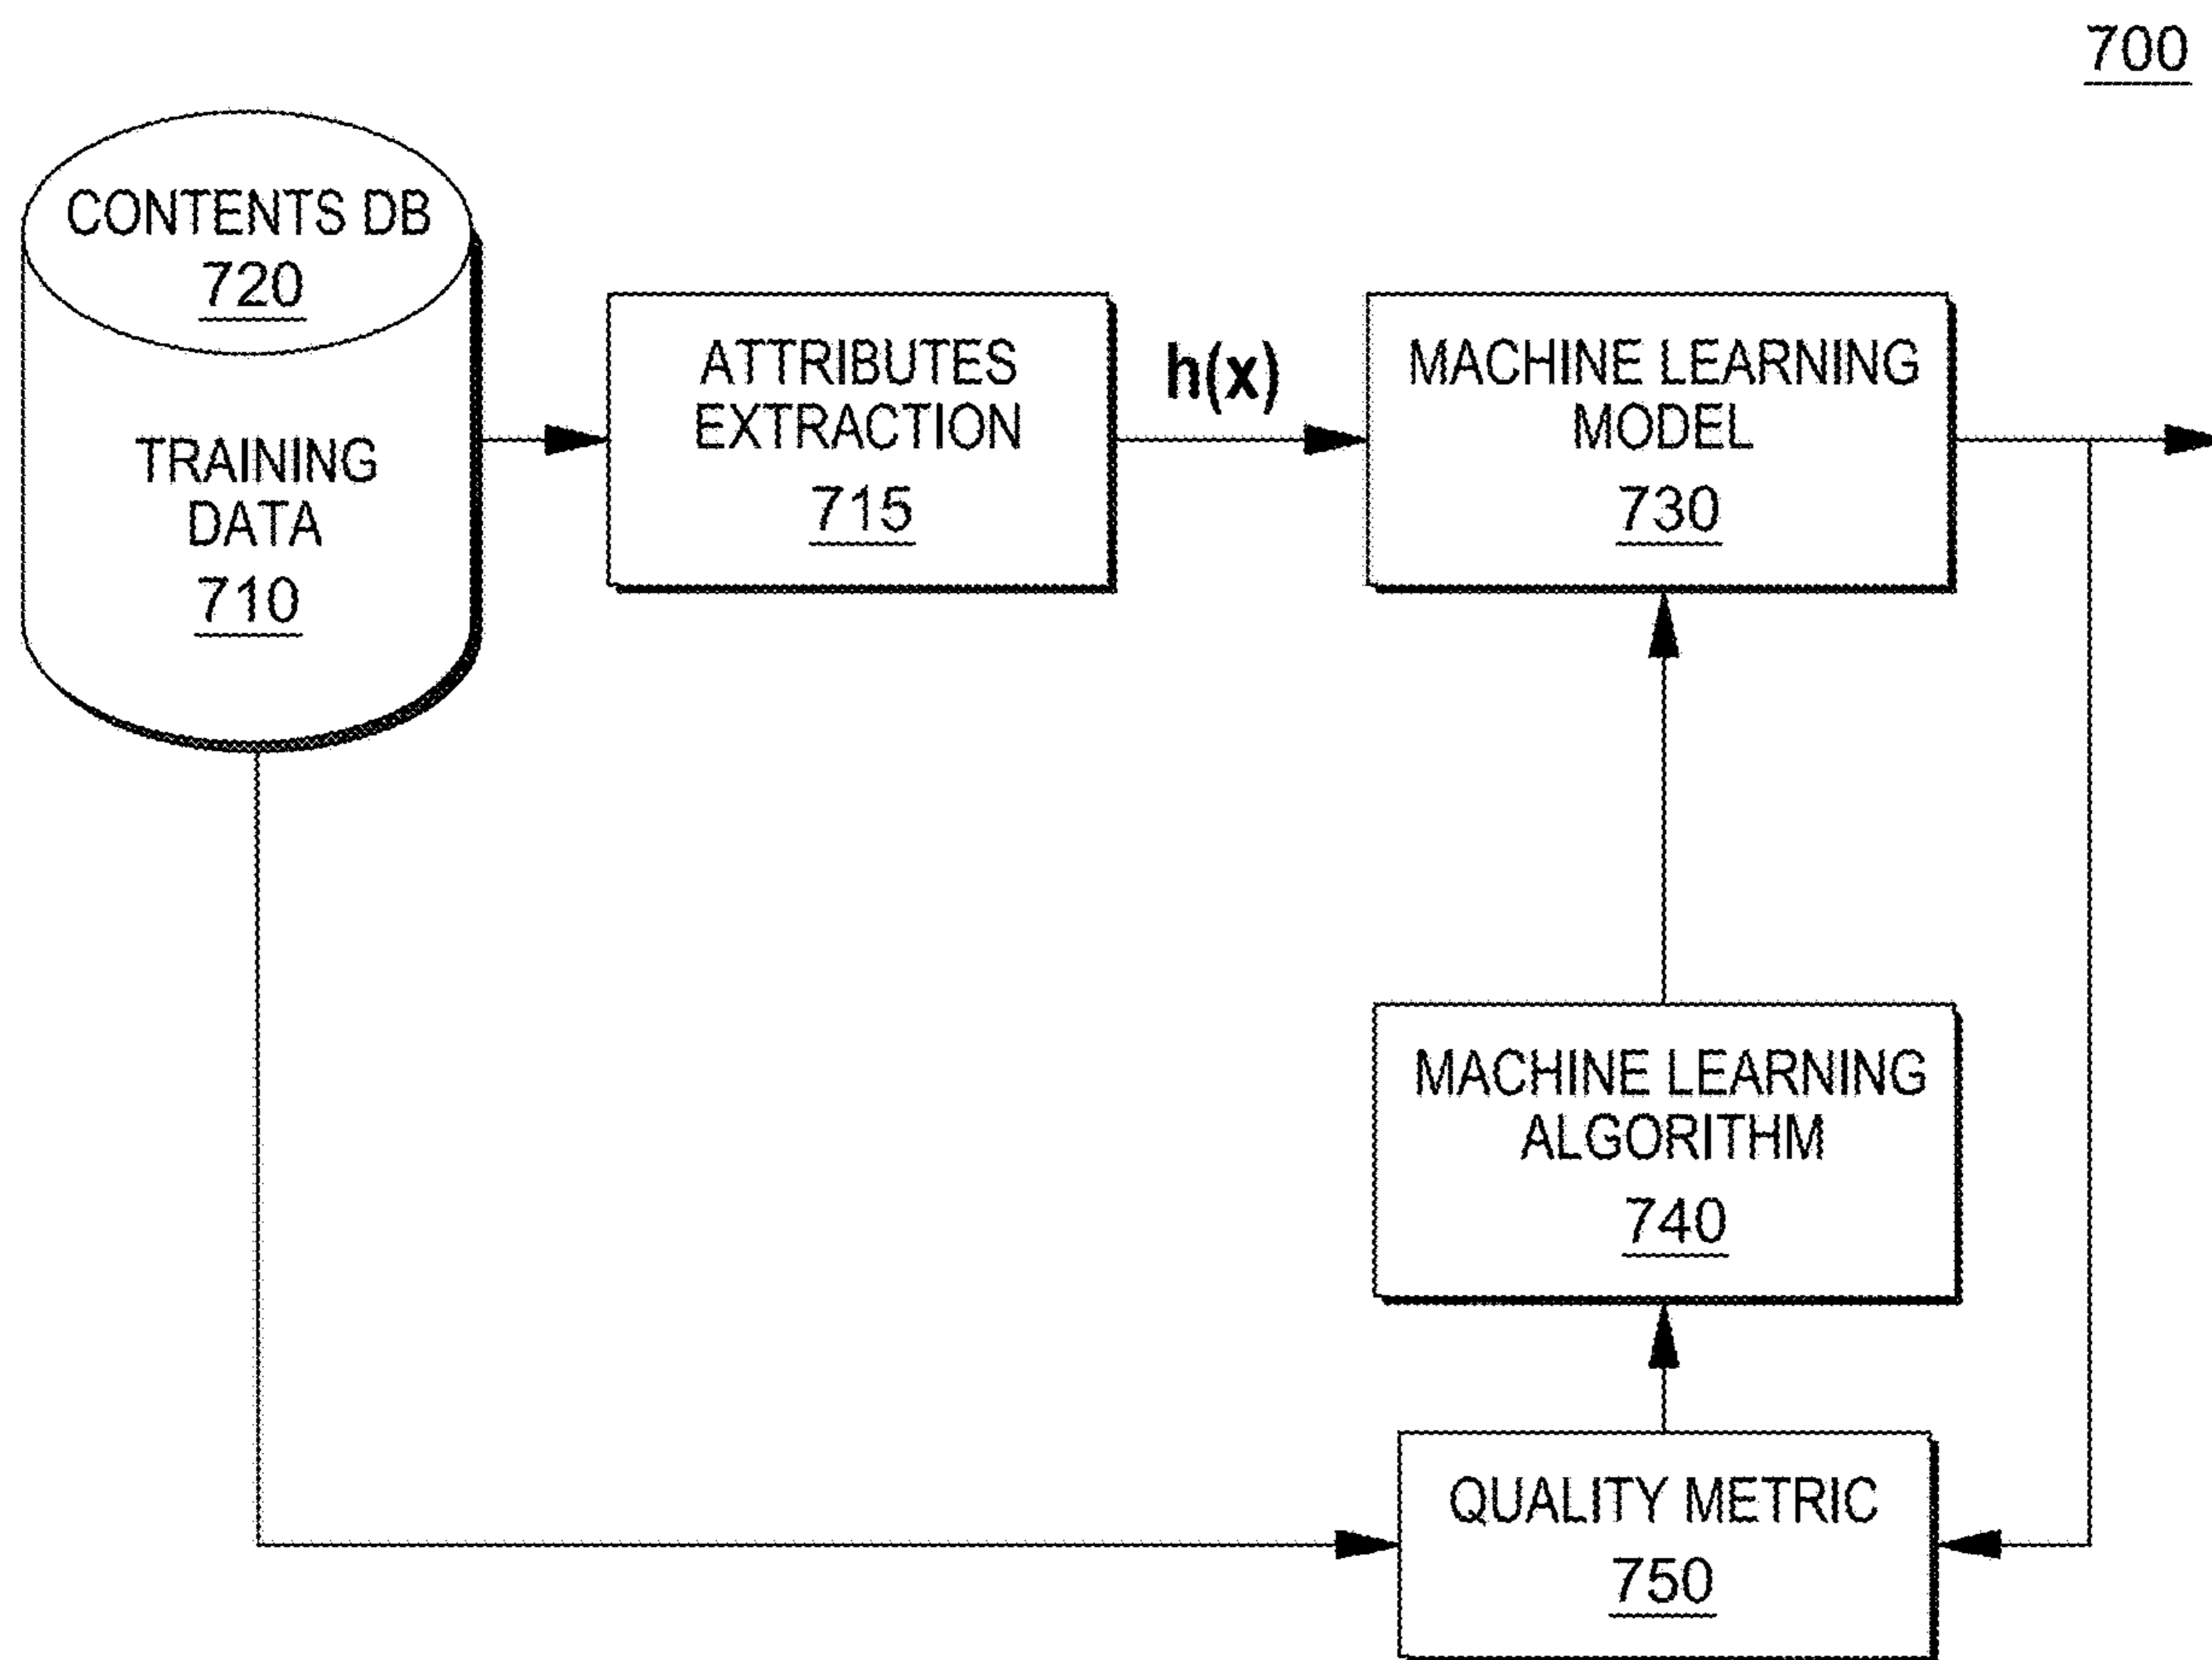 700
CONTENTS DB
720
TRAINING
DATA
710
ATTRIBUTES
EXTRACTION
715
h(x)
MACHINE LEARNING
MODEL
730
MACHINE LEARNING
ALGORITHM
740
QUALITY METRIC
750